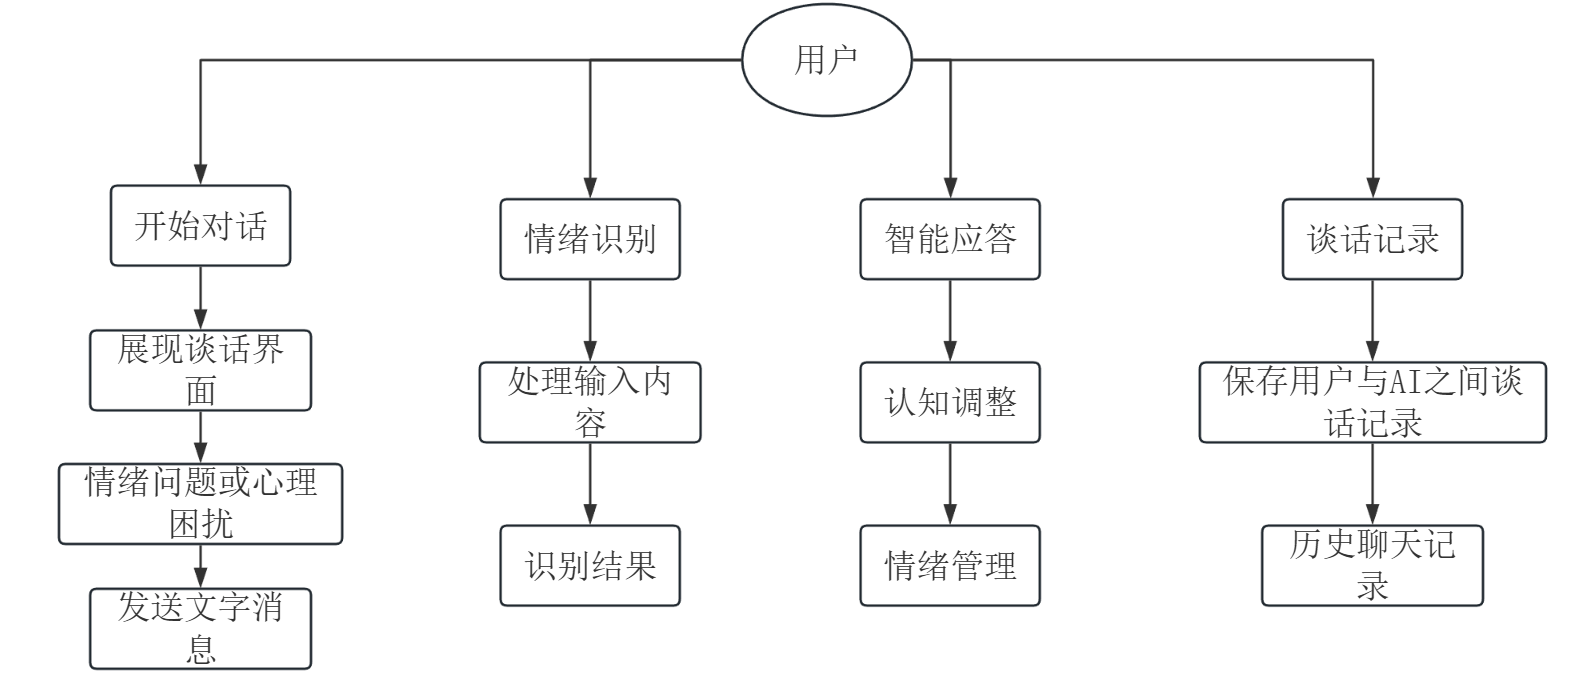 用户
开始对话
展现谈话界
面
情绪问题或心理
困扰
发送文字消
息
情绪识别
处理输入内
容
识别结果
智能应答
认知调整
情绪管理
谈话记录
保存用户与AI之间谈
话记录
历史聊天记
录